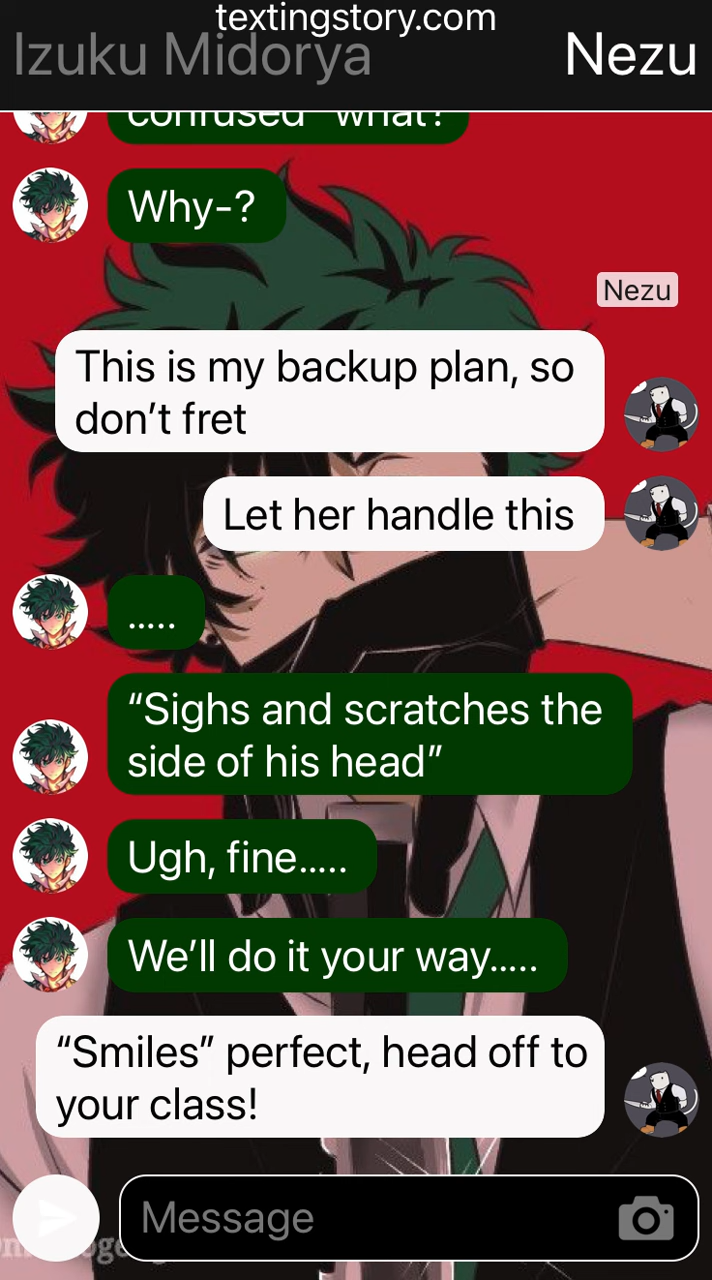 textingstory.com
Izuku Midorya
Nezu
confused" what?
Why-?
Nezu
This is my backup plan, so
don’t fret
Let her handle this
.....
“Sighs and scratches the
side of his head”
Ugh, fine.....
We’ll do it your way.....
“Smiles” perfect, head off to
your class!
Message